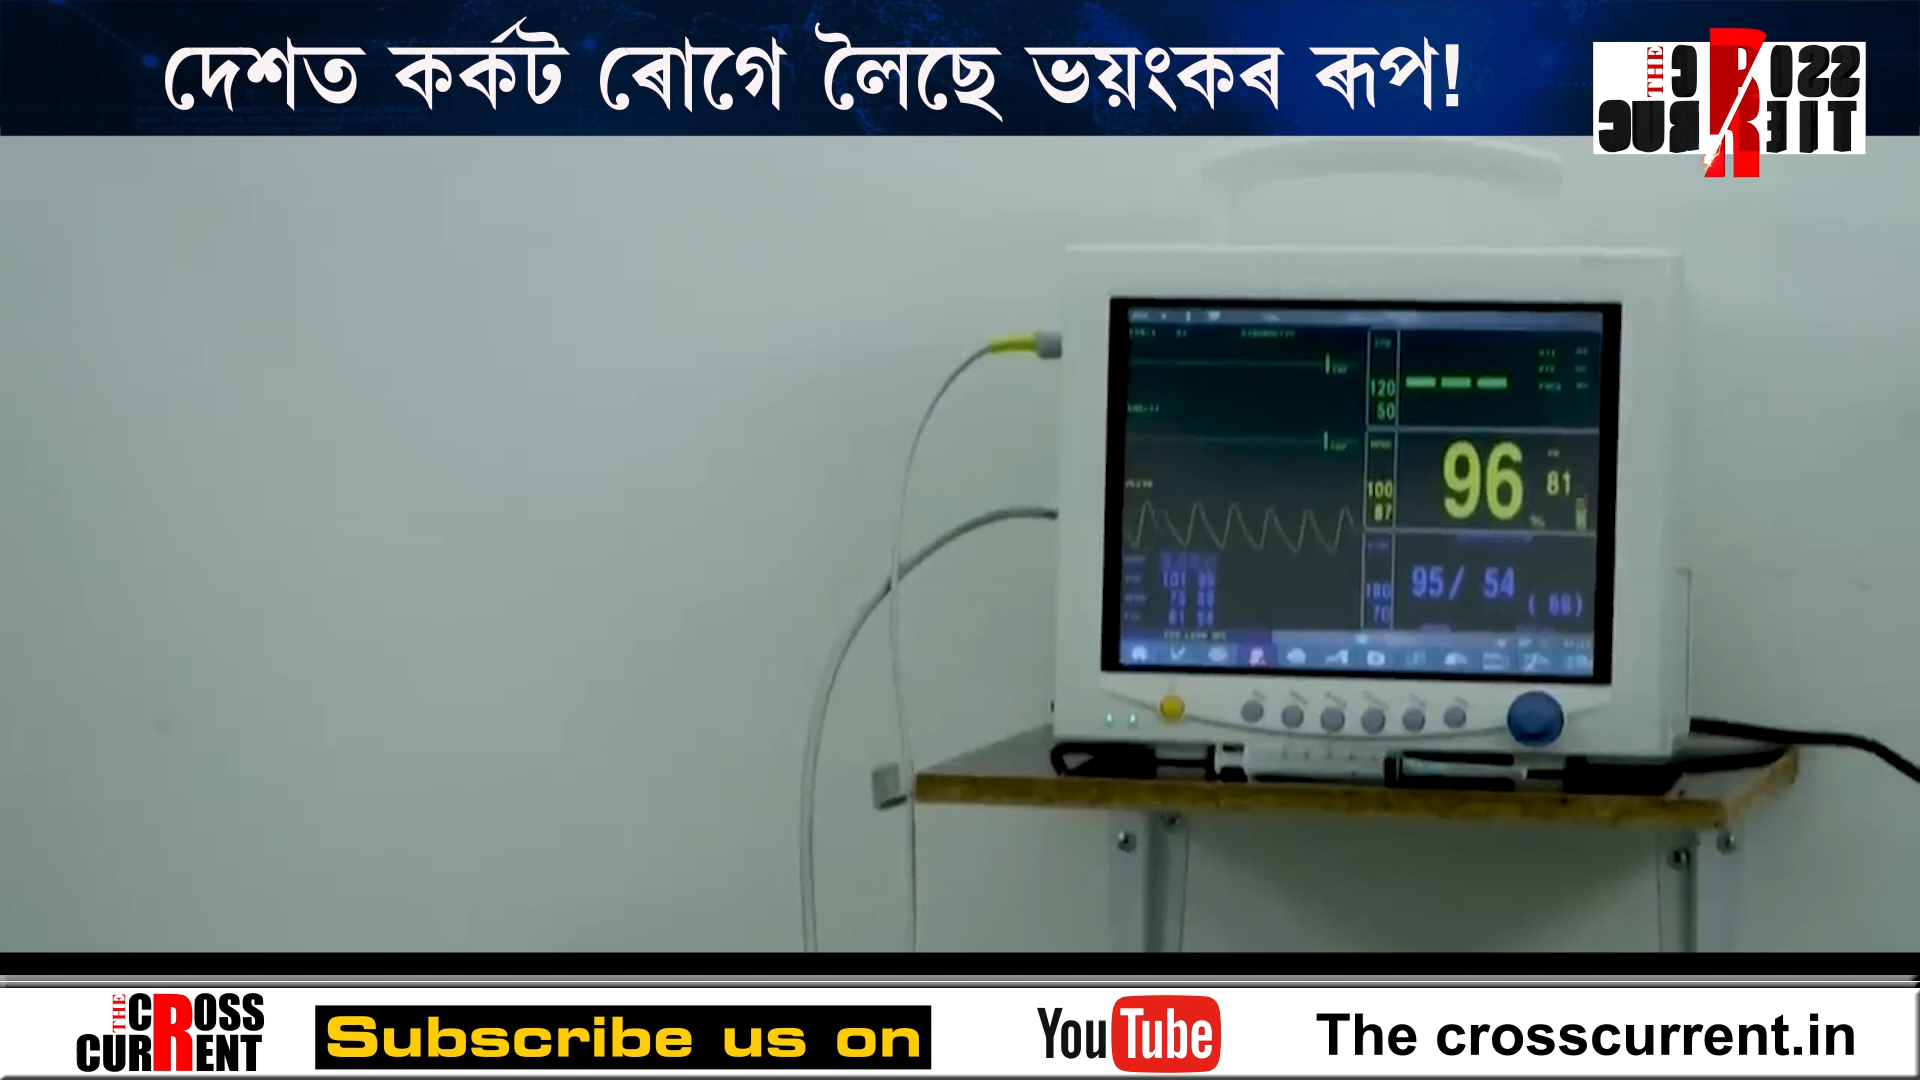 দেশত কৰ্কট ৰোগে লৈছে ভয়ংকৰ ৰূপ!
THE CROSS
CURRENT
120
50
96
81
100
87
95/ 54
180
70
101
THE CROSS
CURRENT
Subscribe us on
YouTube
The crosscurrent.in